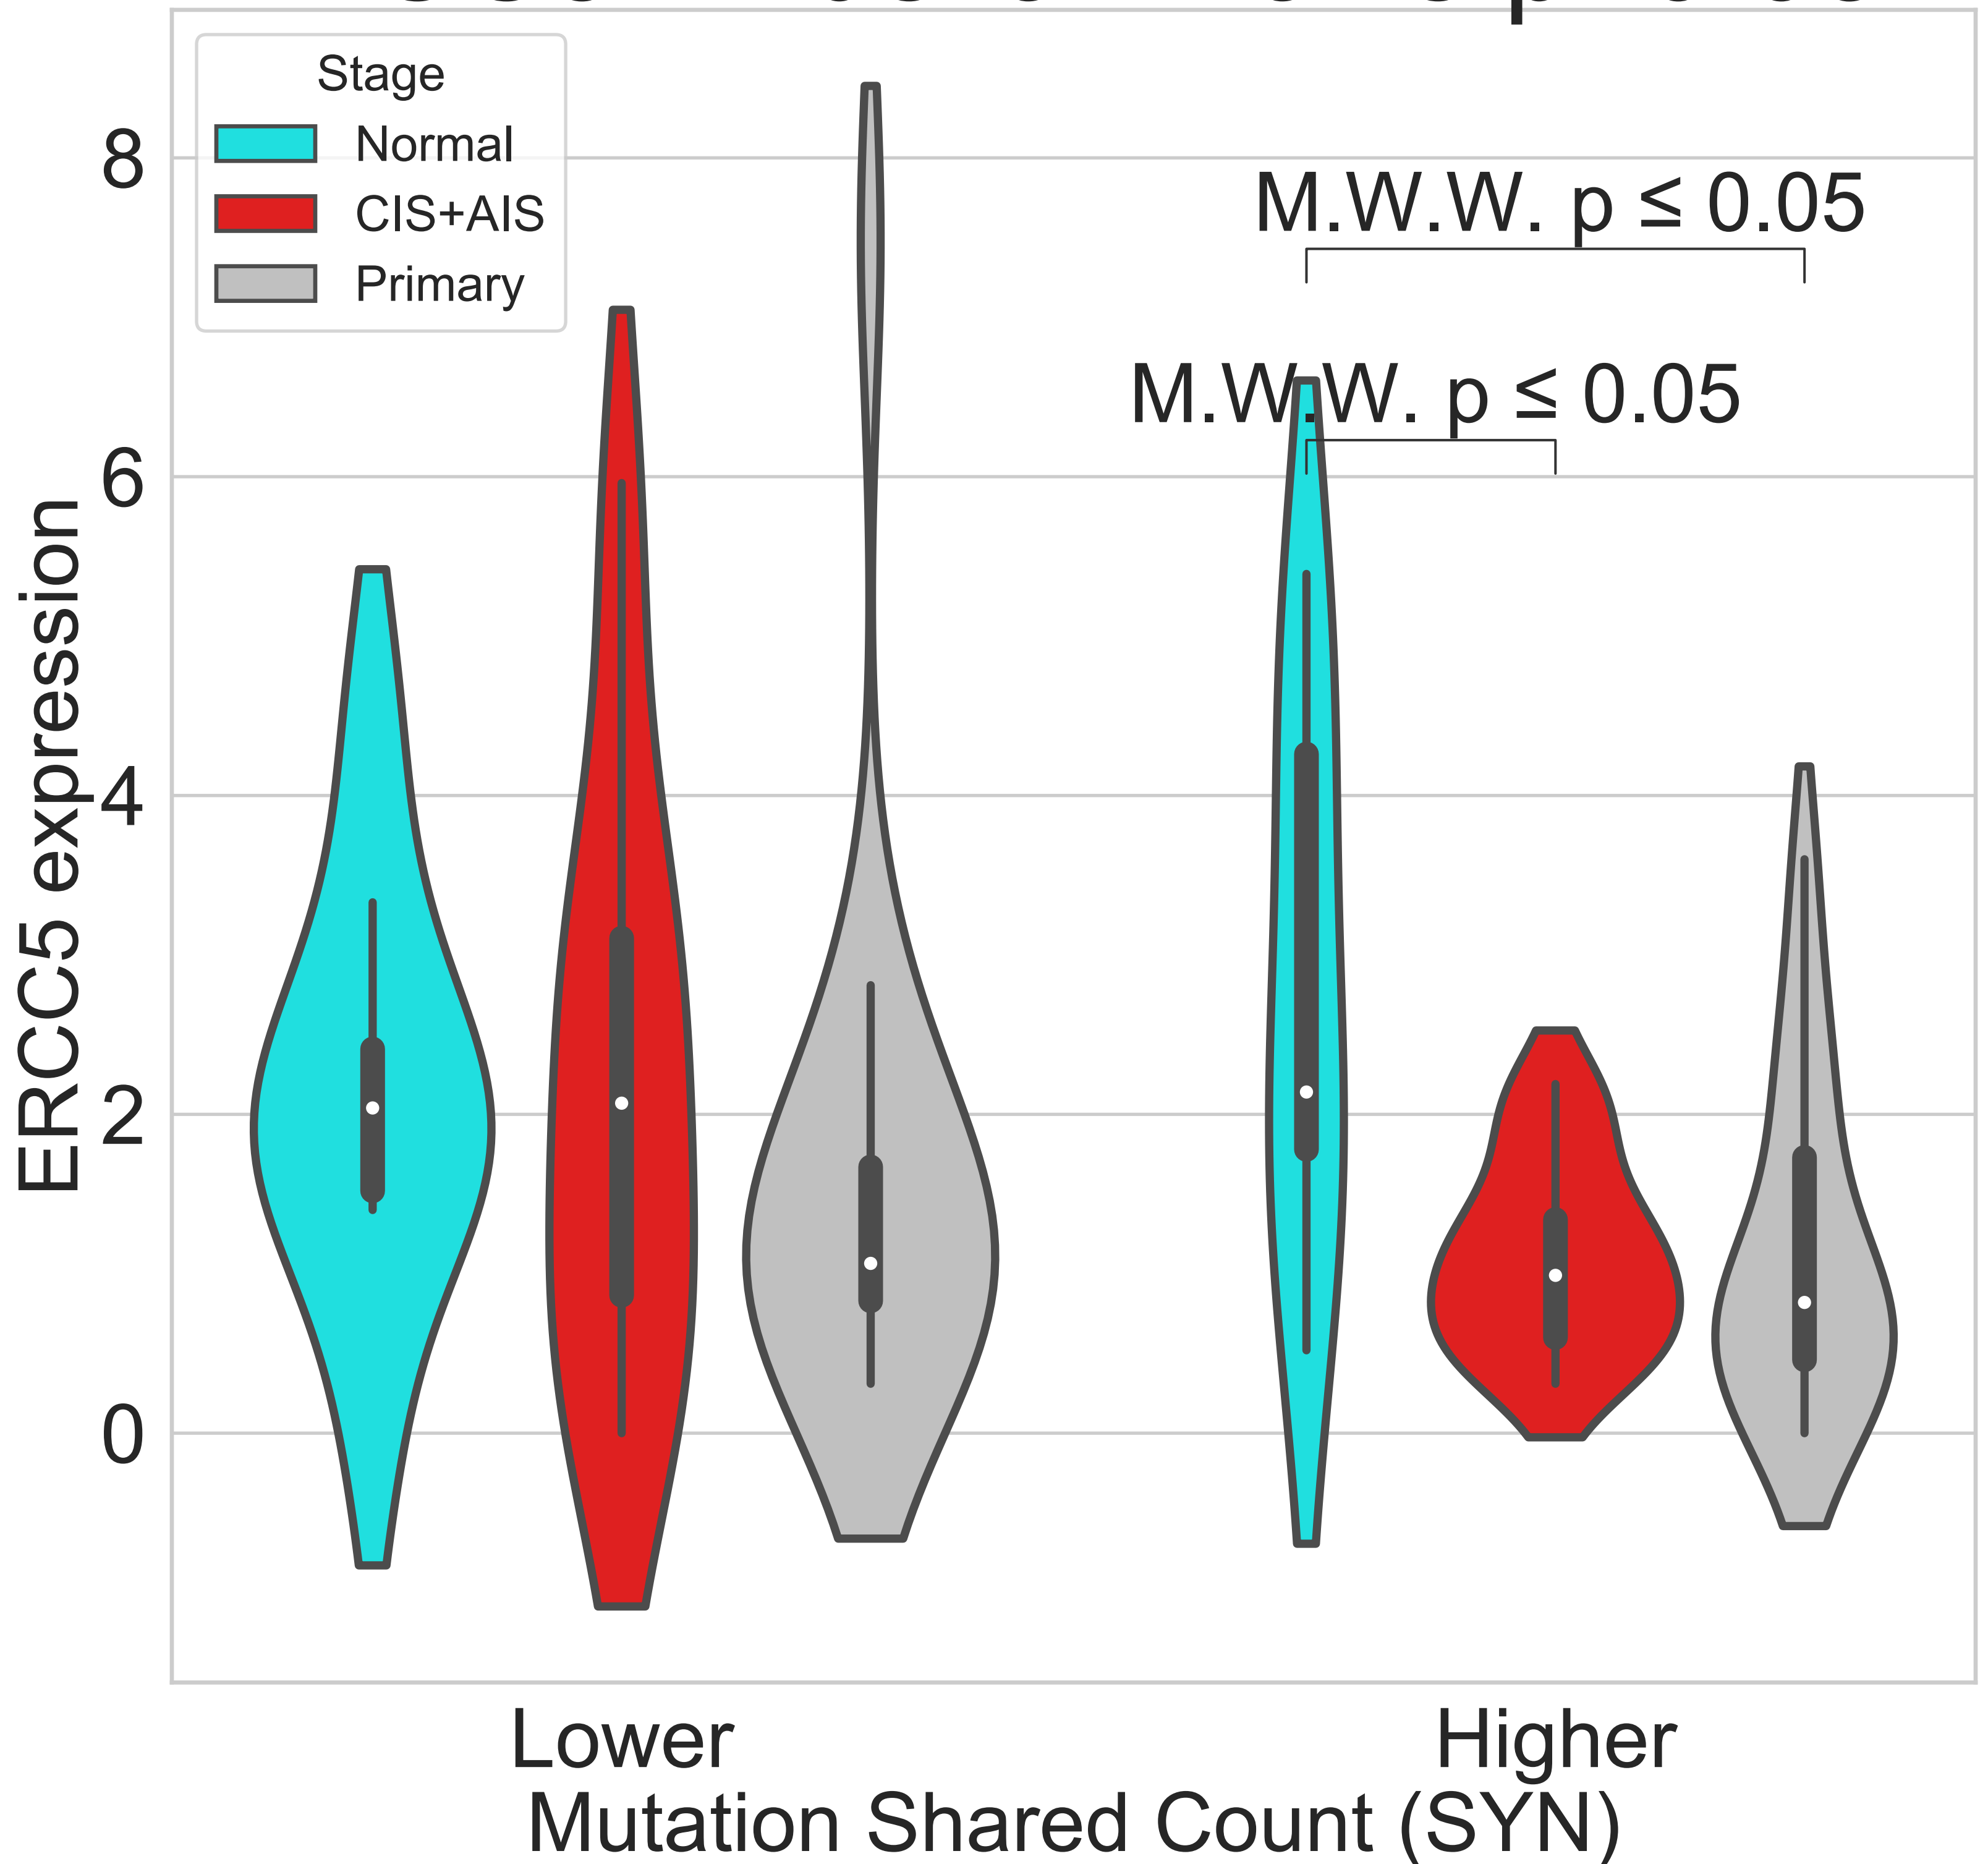 Stage
Normal
CIS+AIS
Primary
M.W.W. p ≤ 0.05
M.W.W. p ≤ 0.05
8
6
4
2
0
ERCC5 expression
Lower
Higher
Mutation Shared Count (SYN)